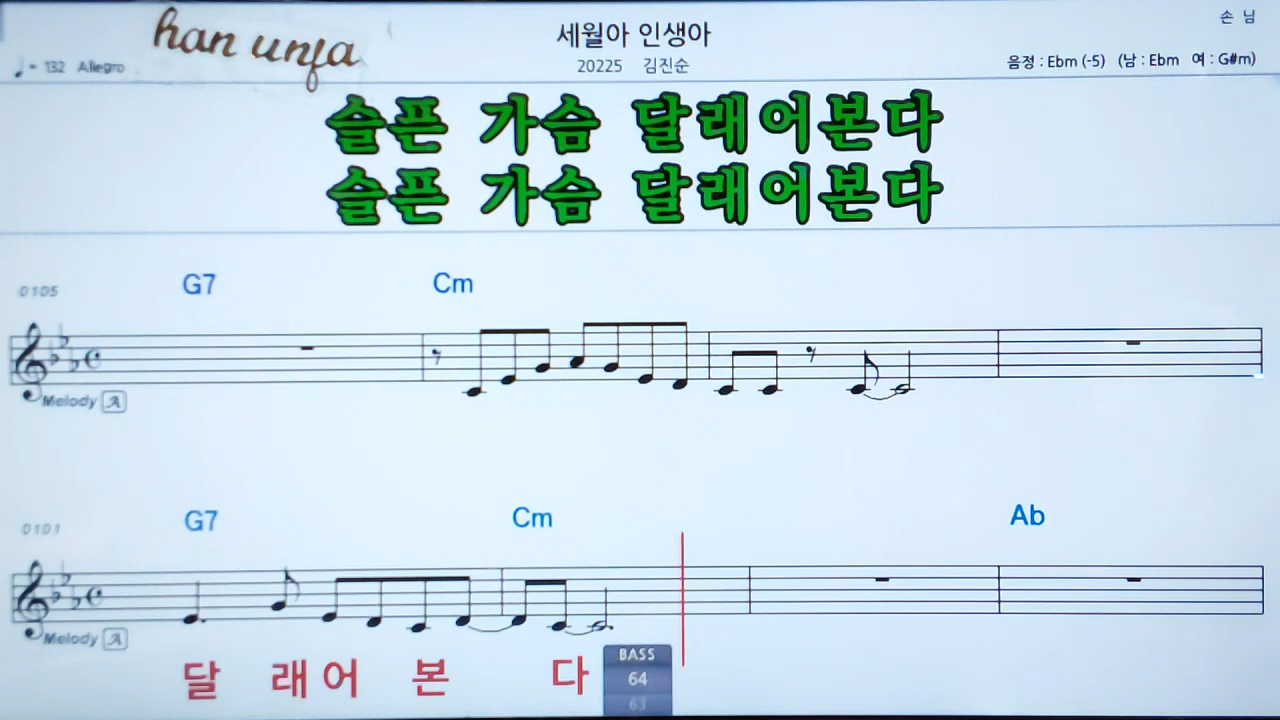 han unfa
세월아 인생아
손 님
= 132 Allegro
20225 김진순
음정 : Ebm (-5) (남 : Ebm 여 : G#m)
슬픈 가슴 달래어본다
슬픈 가슴 달래어본다
0105
G7 Cm
Melody A
0101
G7 Cm Ab
Melody A
달 래 어 본 다
BASS
64
63